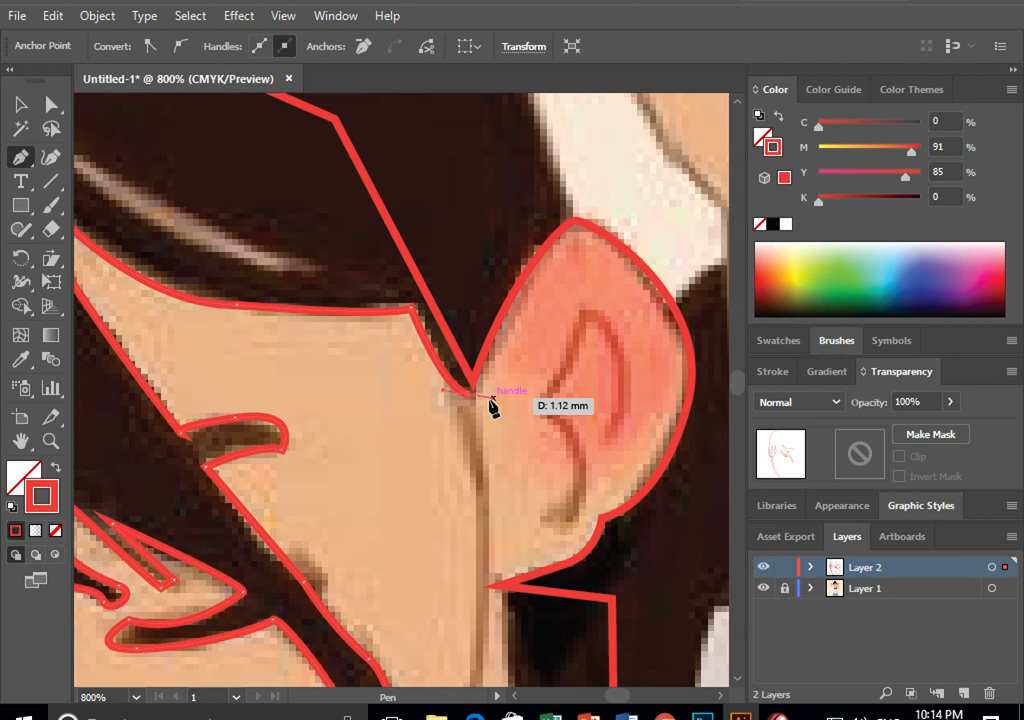 File Edit Object Type Select Effect View Window Help
Anchor Point Convert: Handles: Anchors: Transform
Untitled-1* @ 800% (CMYK/Preview) ×
Color Color Guide Color Themes
C 0 %
M 91 %
Y 85 %
K 0 %
handle
D: 1.12 mm
Swatches Brushes Symbols
Stroke Gradient Transparency
Normal Opacity: 100%
Make Mask
Clip
Invert Mask
Libraries Appearance Graphic Styles
Asset Export Layers Artboards
Layer 2
Layer 1
2 Layers
800% 1 Pen
10:14 PM